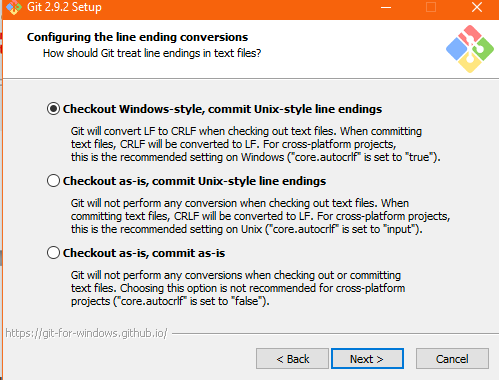 Git 2.9.2 Setup
Configuring the line ending conversions
How should Git treat line endings in text files?
Checkout Windows-style, commit Unix-style line endings
Git will convert LF to CRLF when checking out text files. When committing
text files, CRLF will be converted to LF. For cross-platform projects,
this is the recommended setting on Windows ("core.autocrlf" is set to "true").
Checkout as-is, commit Unix-style line endings
Git will not perform any conversion when checking out text files. When
committing text files, CRLF will be converted to LF. For cross-platform projects,
this is the recommended setting on Unix ("core.autocrlf" is set to "input").
Checkout as-is, commit as-is
Git will not perform any conversions when checking out or committing
text files. Choosing this option is not recommended for cross-platform
projects ("core.autocrlf" is set to "false").
https://git-for-windows.github.io/
< Back
Next >
Cancel